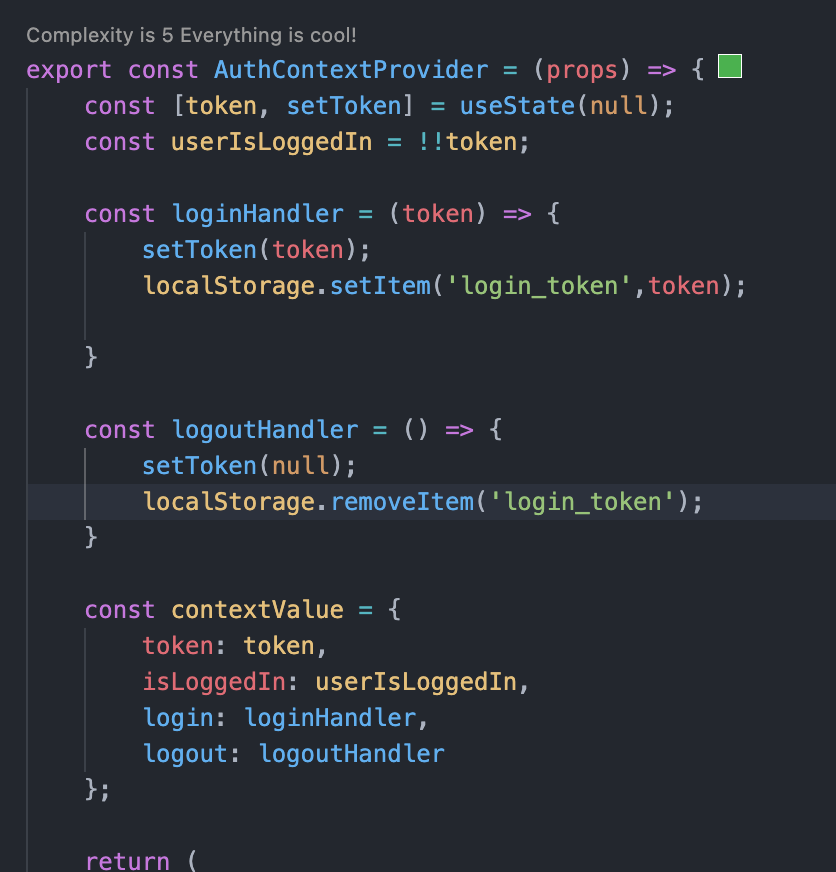 Complexity is 5 Everything is cool!
export const AuthContextProvider = (props) => {
const [token, setToken] = useState(null);
const userIsLoggedIn = !!token;
const loginHandler = (token) => {
setToken(token);
localStorage.setItem('login_token',token);
}
const logoutHandler = () => {
setToken(null);
localStorage.removeItem('login_token');
}
const contextValue = {
token: token,
isLoggedIn: userIsLoggedIn,
login: loginHandler,
logout: logoutHandler
};
return (